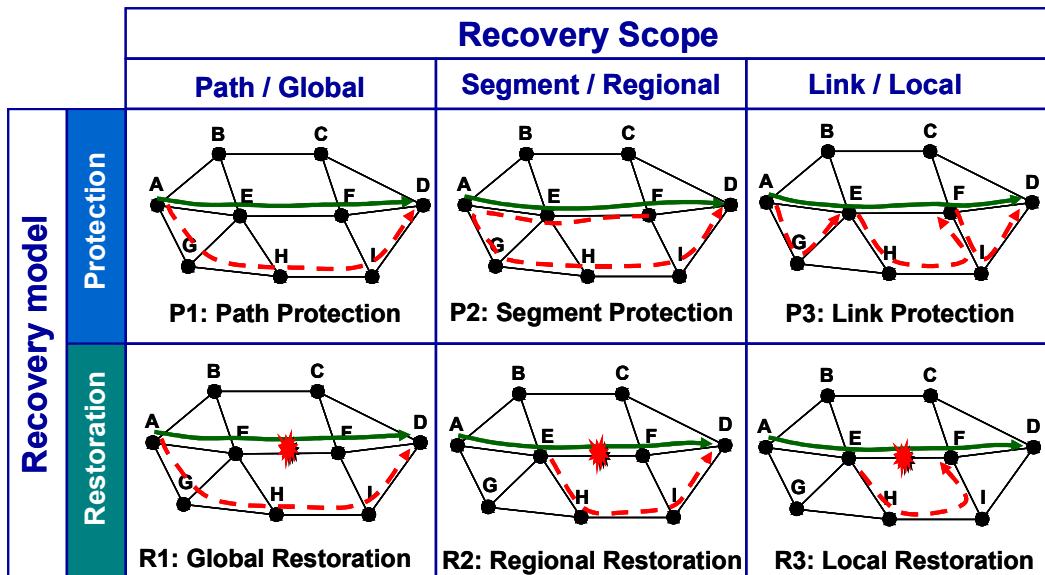 Recovery Scope
Path / Global
Segment / Regional
Link / Local
Recovery model
Protection
B C
A E F D
G H I
P1: Path Protection
B C
A E F D
G H I
P2: Segment Protection
B C
A E F D
G H I
P3: Link Protection
Restoration
B C
A E F D
G H I
R1: Global Restoration
B C
A E F D
G H I
R2: Regional Restoration
B C
A E F D
G H I
R3: Local Restoration